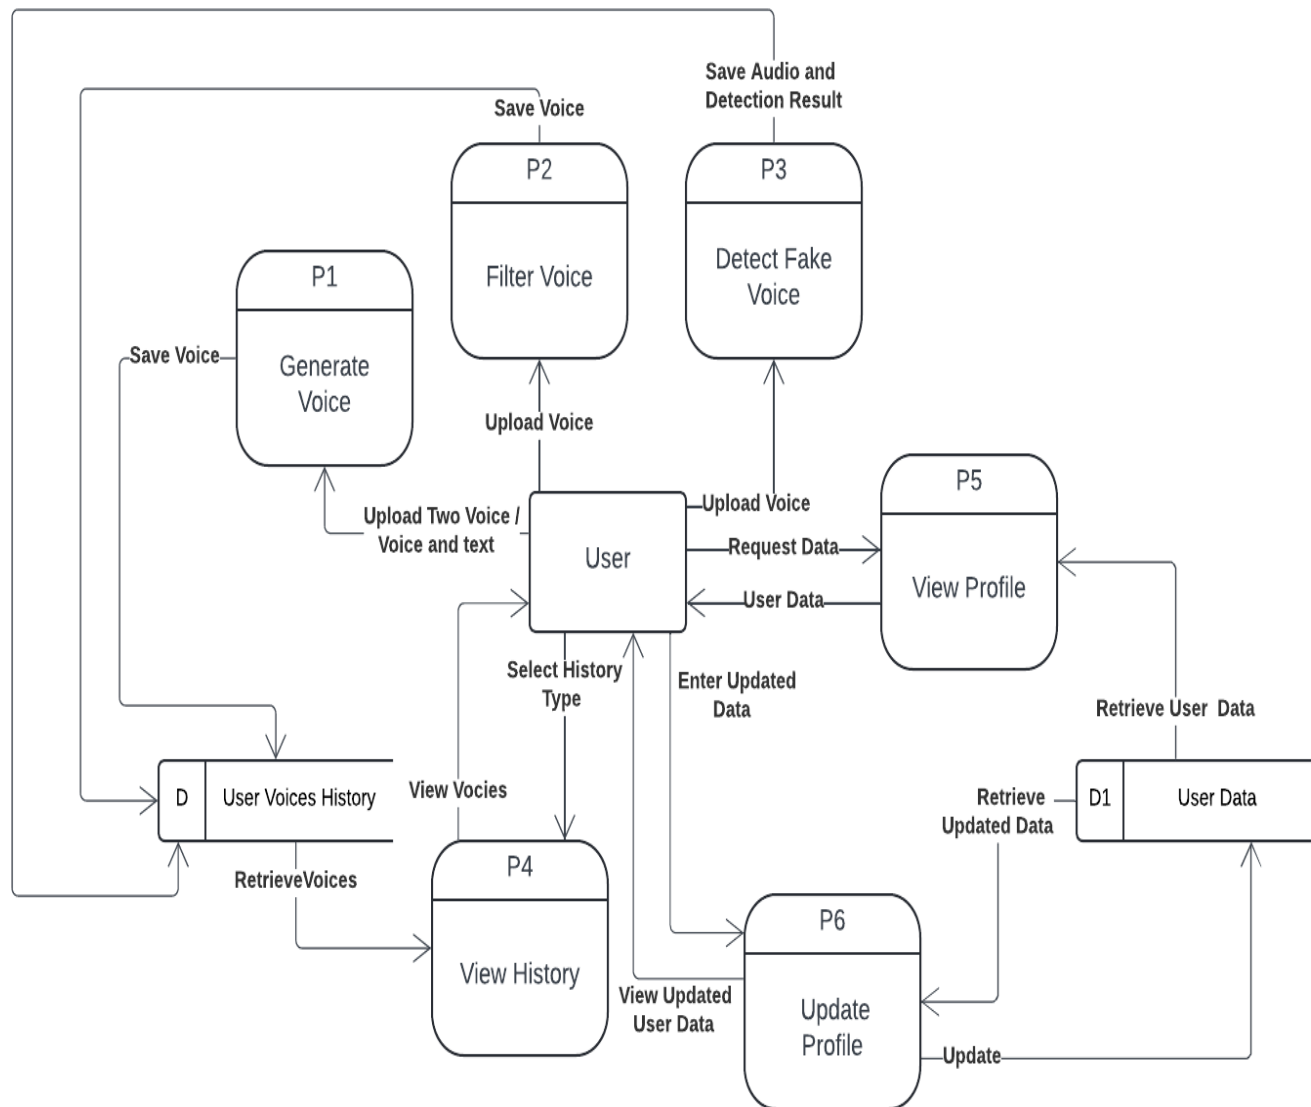 Save Audio and
Detection Result
Save Voice
P2
P3
Filter Voice
Detect Fake
Voice
P1
Generate
Voice
Save Voice
Upload Voice
Upload Two Voice /
Voice and text
User
Upload Voice
Request Data
User Data
P5
View Profile
Select History
Type
Enter Updated
Data
Retrieve User Data
D
User Voices History
View Vocies
Retrieve
Updated Data
D1
User Data
RetrieveVoices
P4
View History
P6
Update
Profile
View Updated
User Data
Update